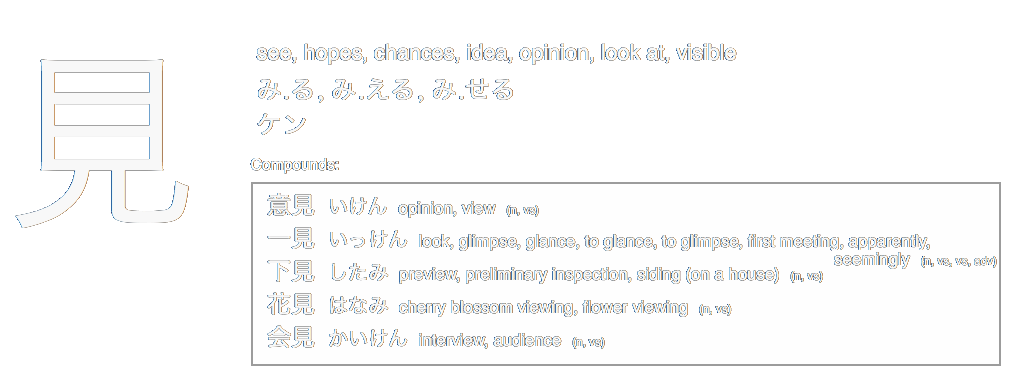 見
see, hopes, chances, idea, opinion, look at, visible
み.る, み.える, み.せる
ケン
Compounds:
意見 いけん opinion, view (n, vs)
一見 いっけん look, glimpse, glance, to glance, to glimpse, first meeting, apparently,
seemingly (n, vs, vs, adv)
下見 したみ preview, preliminary inspection, siding (on a house) (n, vs)
花見 はなみ cherry blossom viewing, flower viewing (n, vs)
会見 かいけん interview, audience (n, vs)